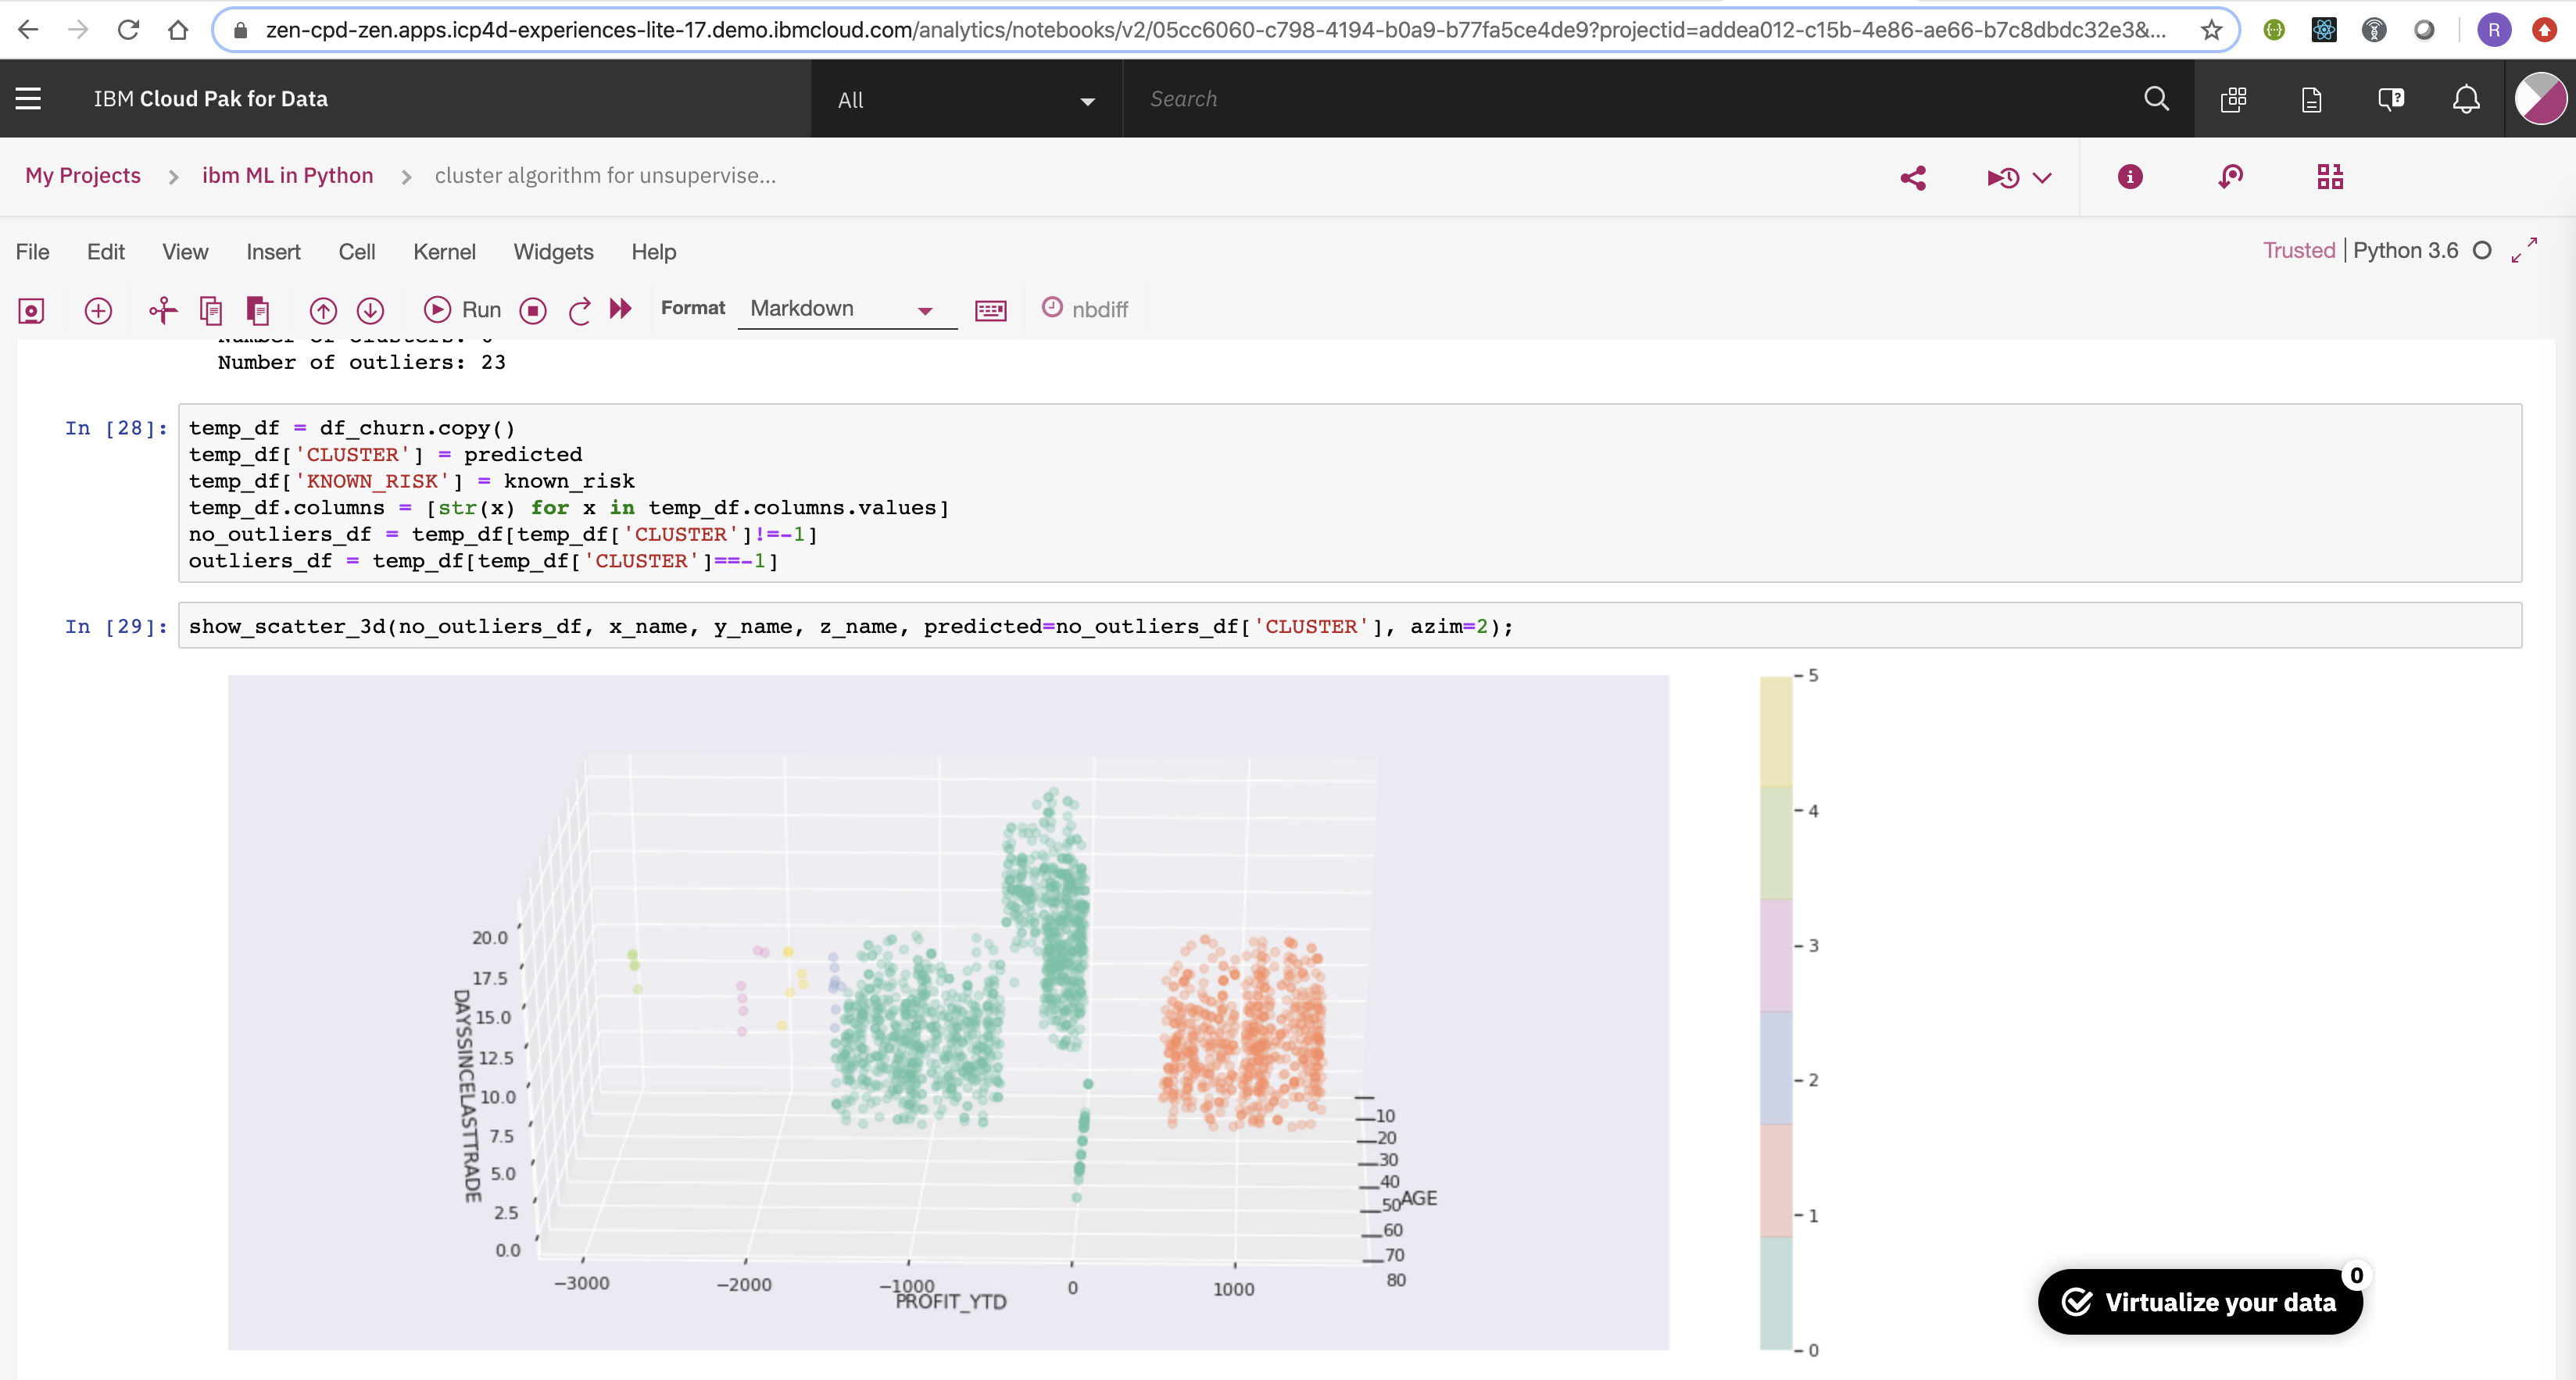 zen-cpd-zen.apps.icp4d-experiences-lite-17.demo.ibmcloud.com/analytics/notebooks/v2/05cc6060-c798-4194-b0a9-b77fa5ce4de9?projectid=addea012-c15b-4e86-ae66-b7c8dbdc32e3&...
R
IBM Cloud Pak for Data
All
Search
My Projects > ibm ML in Python > cluster algorithm for unsupervise...
File Edit View Insert Cell Kernel Widgets Help
Trusted | Python 3.6
Run
Format
Markdown
nbdiff
Number of clusters:
Number of outliers: 23
In [28]:
temp_df = df_churn.copy()
temp_df['CLUSTER'] = predicted
temp_df['KNOWN_RISK'] = known_risk
temp_df.columns = [str(x) for x in temp_df.columns.values]
no_outliers_df = temp_df[temp_df['CLUSTER']!=-1]
outliers_df = temp_df[temp_df['CLUSTER']==-1]
In [29]:
show_scatter_3d(no_outliers_df, x_name, y_name, z_name, predicted=no_outliers_df['CLUSTER'], azim=2);
5
4
3
2
1
0
20.0
17.5
15.0
12.5
10.0
7.5
5.0
2.5
0.0
DAYSSINCELASTTRADE
−3000
−2000
−1000
0
1000
PROFIT_YTD
10
20
30
40
50
60
70
80
AGE
0
Virtualize your data